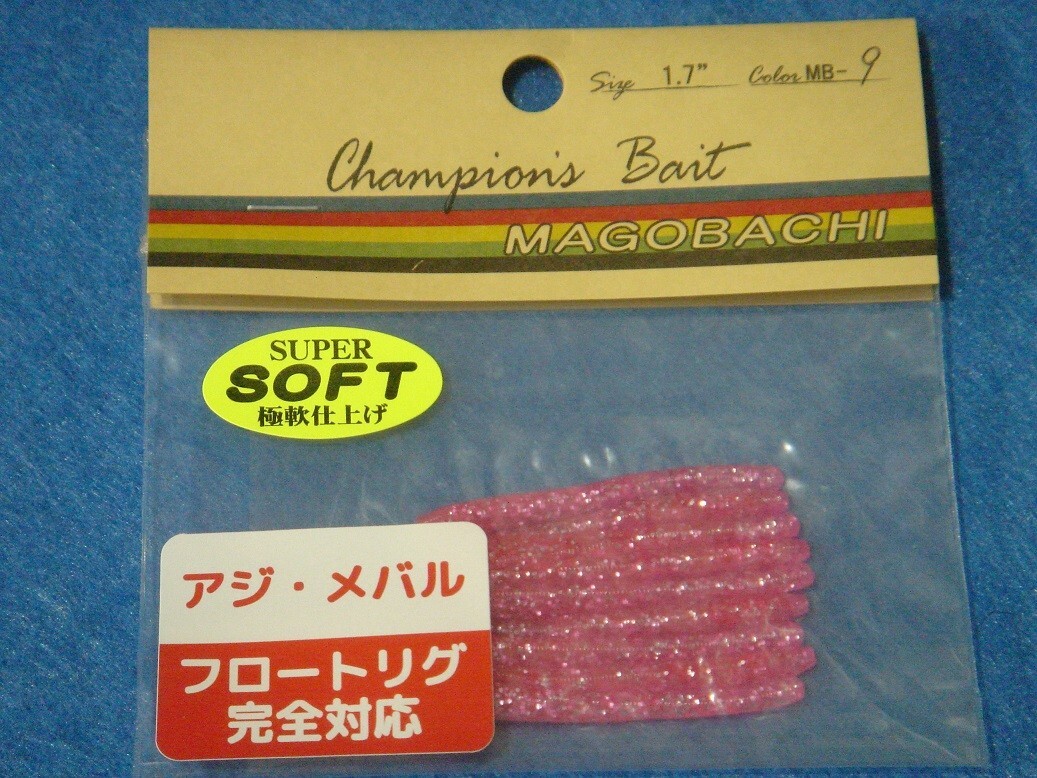 Size 1.7" Color MB-9
Champion's Bait
MAGOBACHI
SUPER
SOFT
極軟仕上げ
アジ・メバル
フロートリグ
完全対応